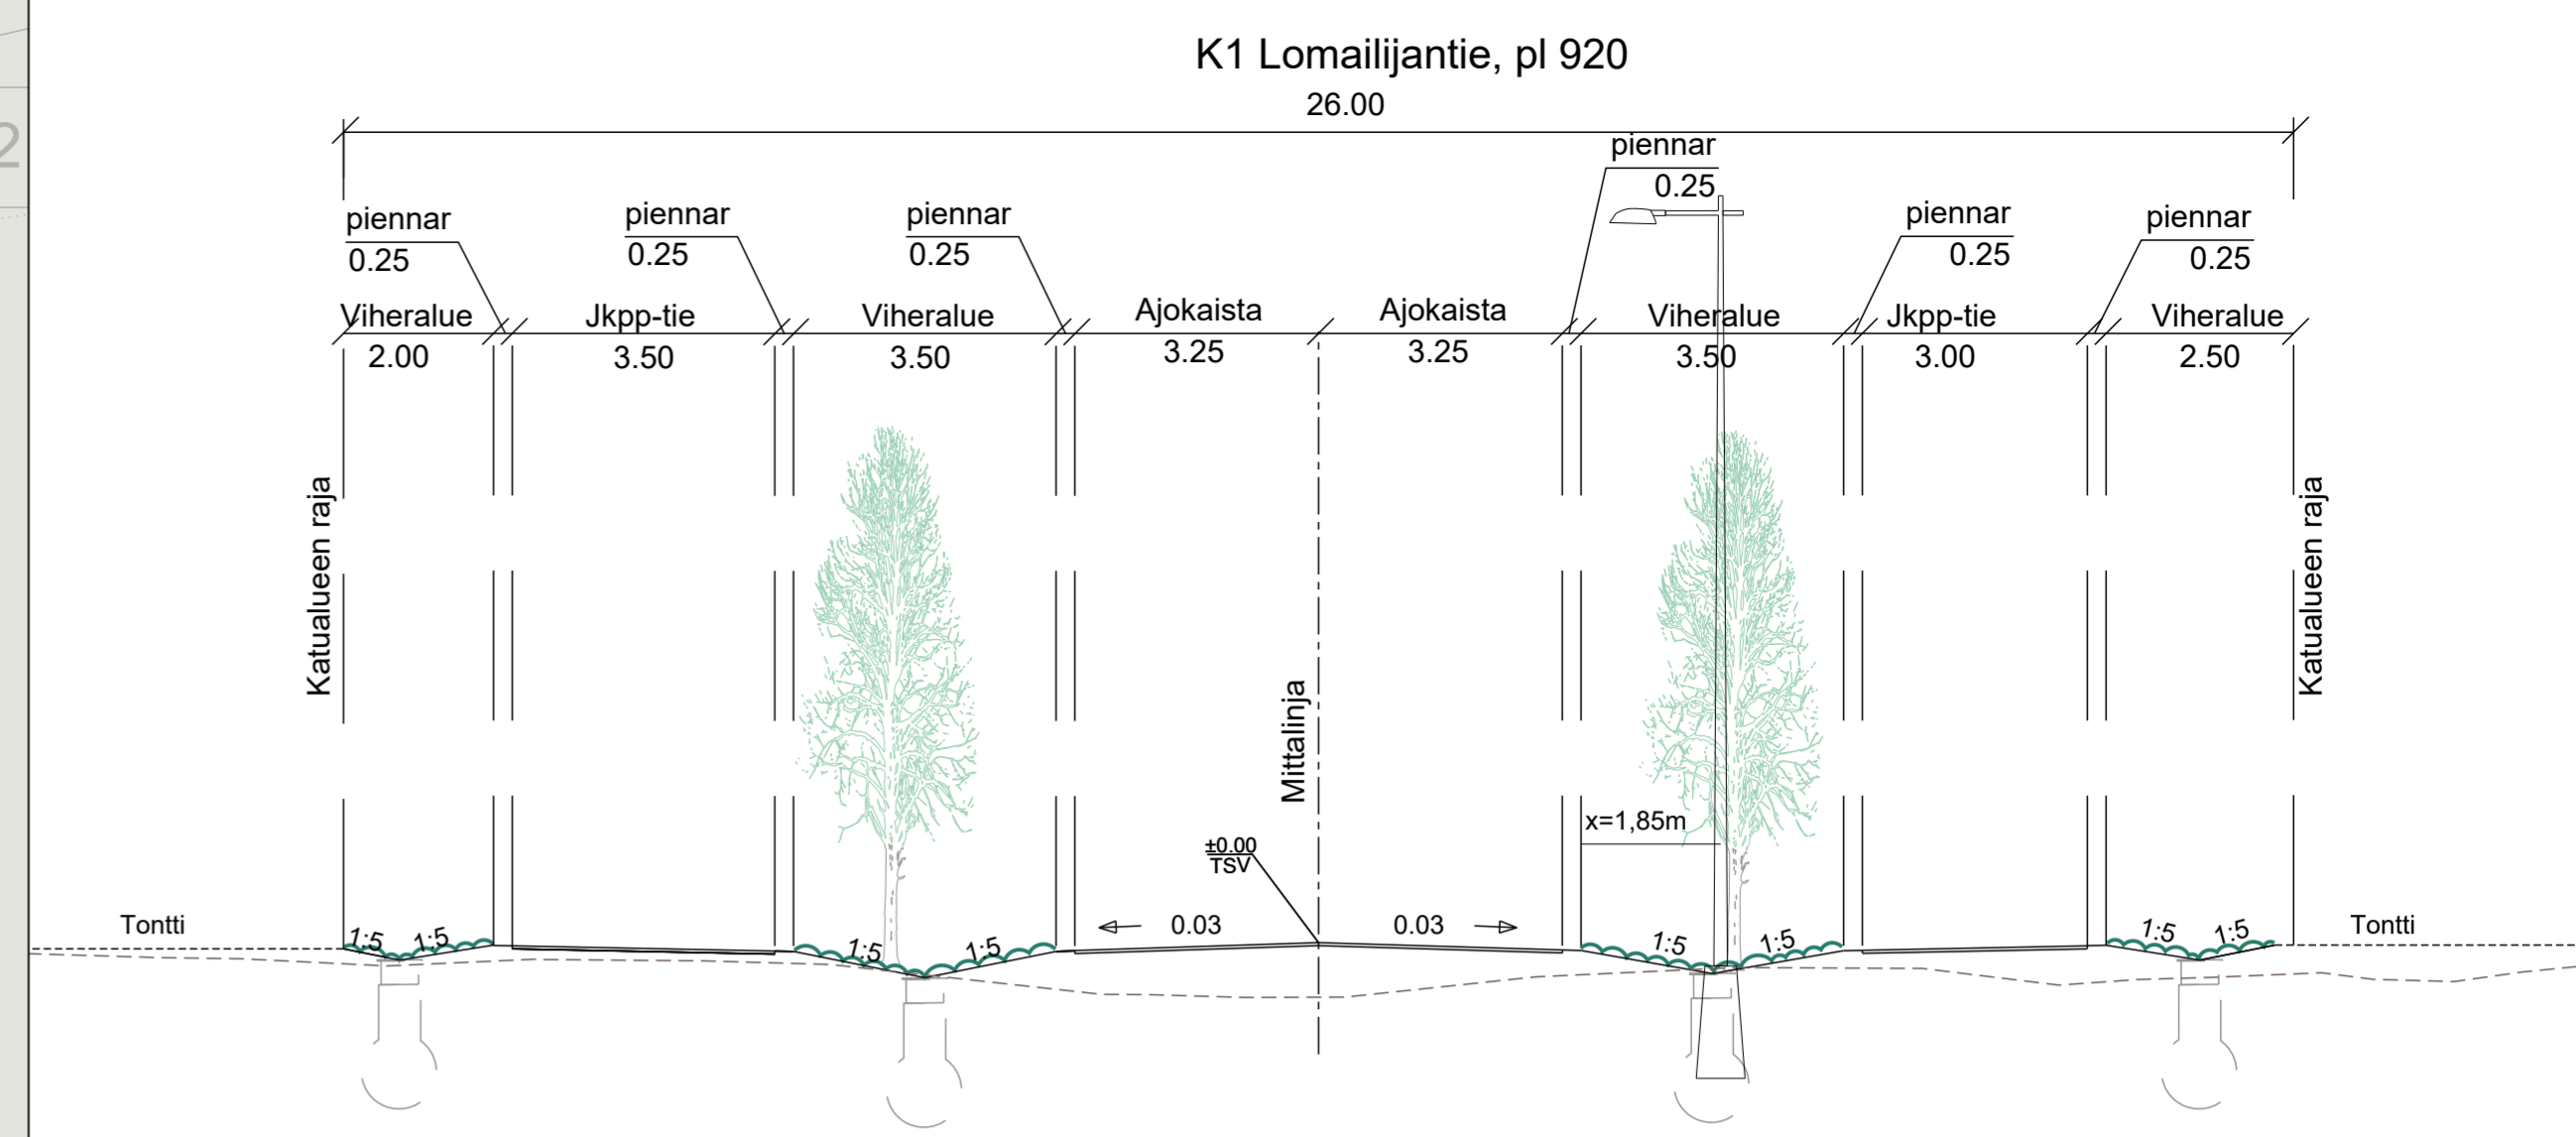 K1 Lomailijantie, pl 920
26.00
piennar
0.25
piennar
0.25
piennar
0.25
piennar
0.25
piennar
0.25
piennar
0.25
Viheralue
Jkpp-tie
Viheralue
Ajokaista
Ajokaista
Viheralue
Jkpp-tie
Viheralue
2.00
3.50
3.50
3.25
3.25
3.50
3.00
2.50
Katualueen raja
Mittalinja
Katualueen raja
x=1,85m
±0.00
TSV
Tontti
1:5
1:5
1:5
1:5
0.03
0.03
1:5
1:5
1:5
1:5
Tontti
2